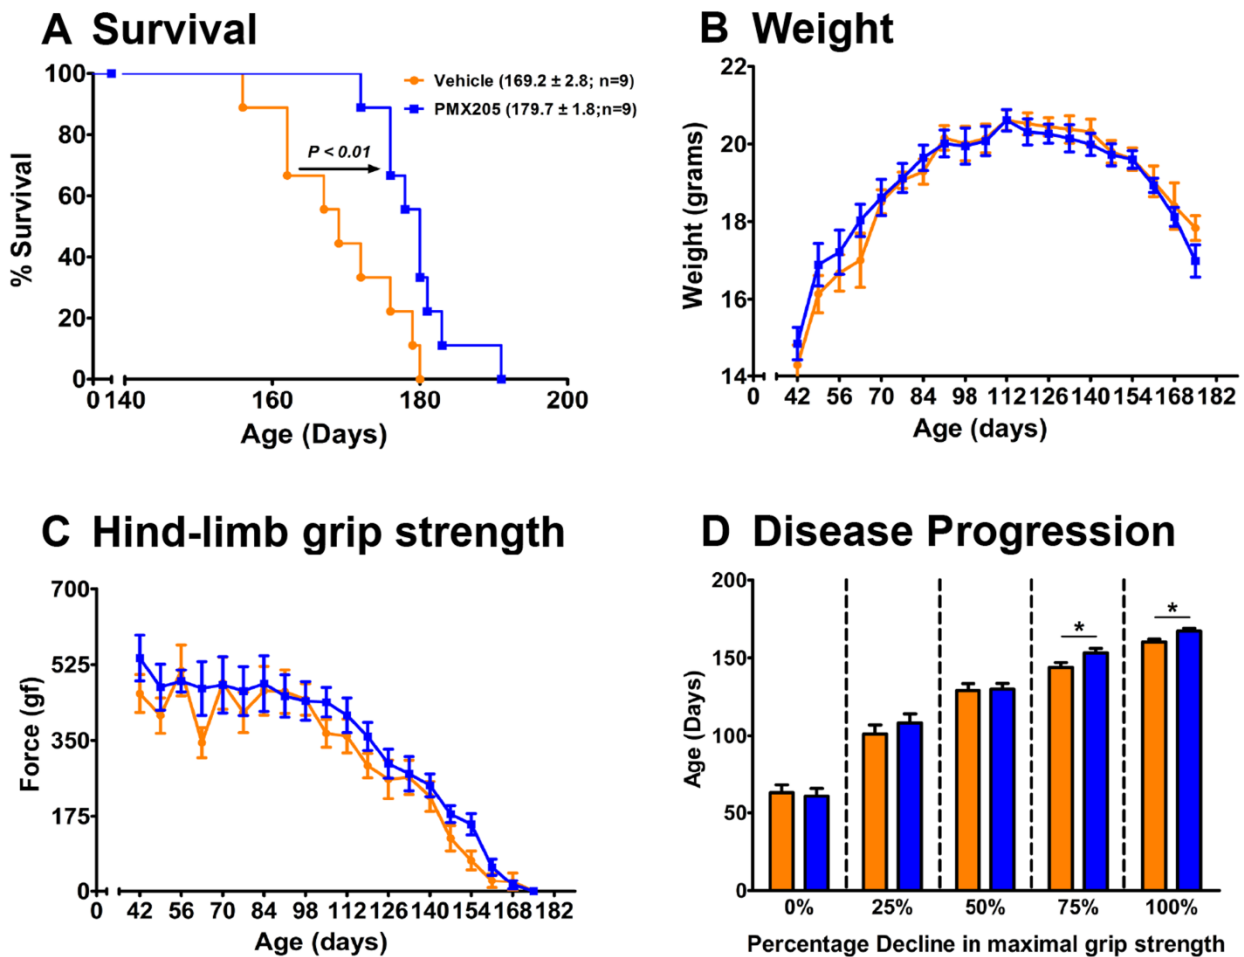 A Survival
100
80
60
40
20
0
% Survival
0 140 160 180 200
Age (Days)
Vehicle (169.2 ± 2.8; n=9)
PMX205 (179.7 ± 1.8;n=9)
P < 0.01
B Weight
22
20
18
16
14
Weight (grams)
0 42 56 70 84 98 112 126 140 154 168 182
Age (days)
C Hind-limb grip strength
700
525
350
175
0
Force (gf)
0 42 56 70 84 98 112 126 140 154 168 182
Age (days)
D Disease Progression
200
150
100
50
0
Age (Days)
* *
0% 25% 50% 75% 100%
Percentage Decline in maximal grip strength